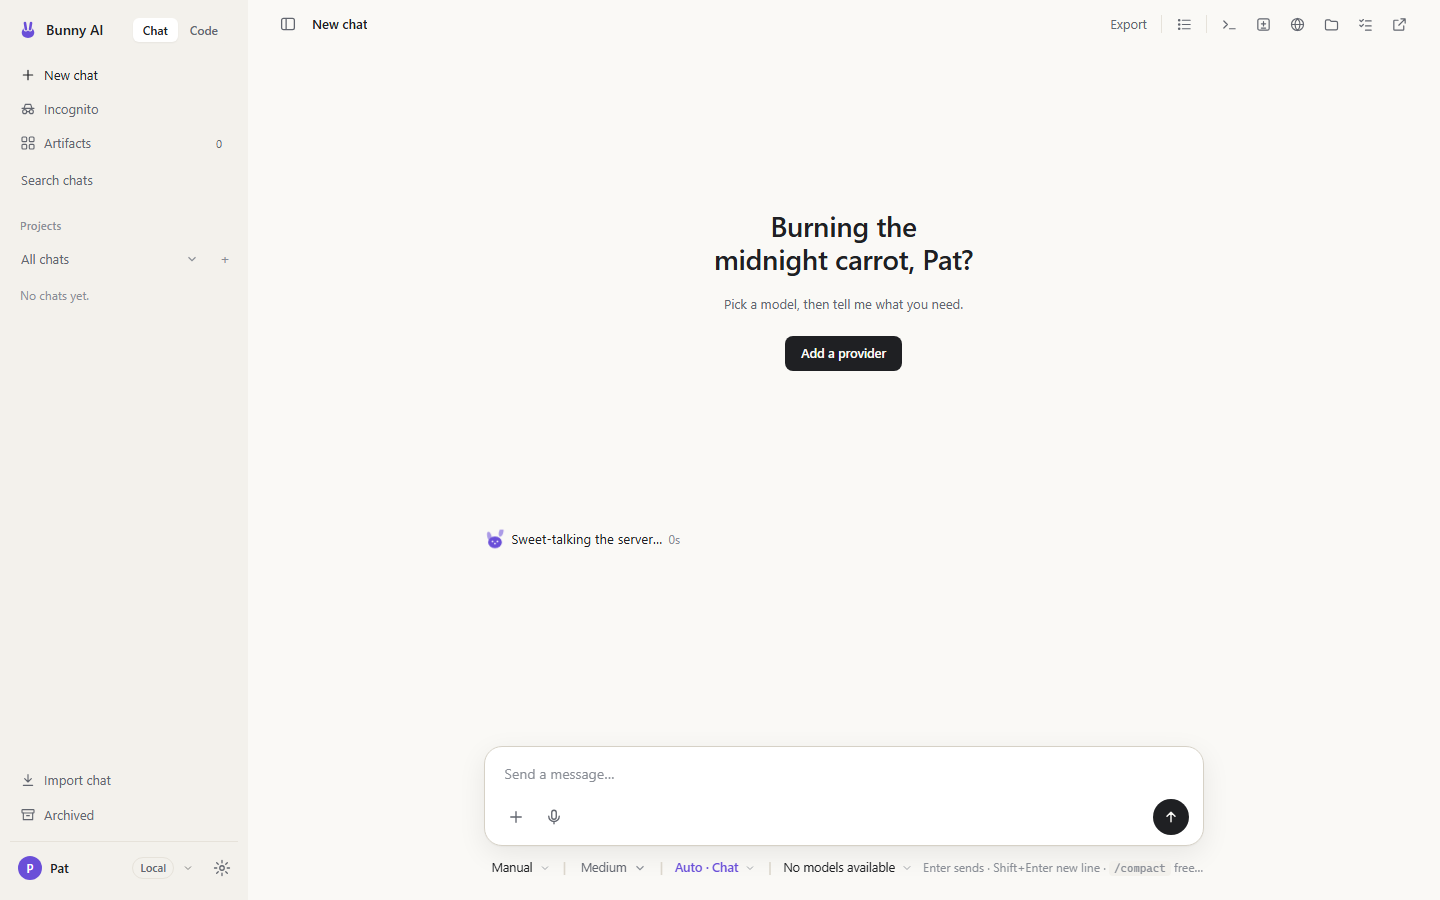 Bunny AI
Chat
Code
New chat
Incognito
Artifacts
0
Search chats
Projects
All chats
+
No chats yet.
Import chat
Archived
P
Pat
Local
New chat
Export
Burning the
midnight carrot, Pat?
Pick a model, then tell me what you need.
Add a provider
Sweet-talking the server... 0s
Send a message...
Manual
Medium
Auto · Chat
No models available
Enter sends · Shift+Enter new line · /compact free...